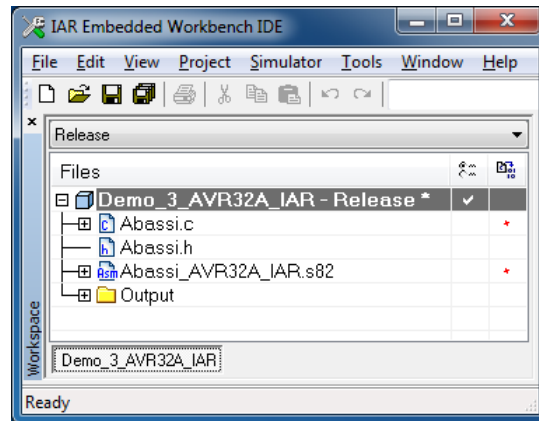 IAR Embedded Workbench IDE
File Edit View Project Simulator Tools Window Help
Release
Files
Demo_3_AVR32A_IAR - Release *
Abassi.c
Abassi.h
Abassi_AVR32A_IAR.s82
Output
Workspace
Demo_3_AVR32A_IAR
Ready